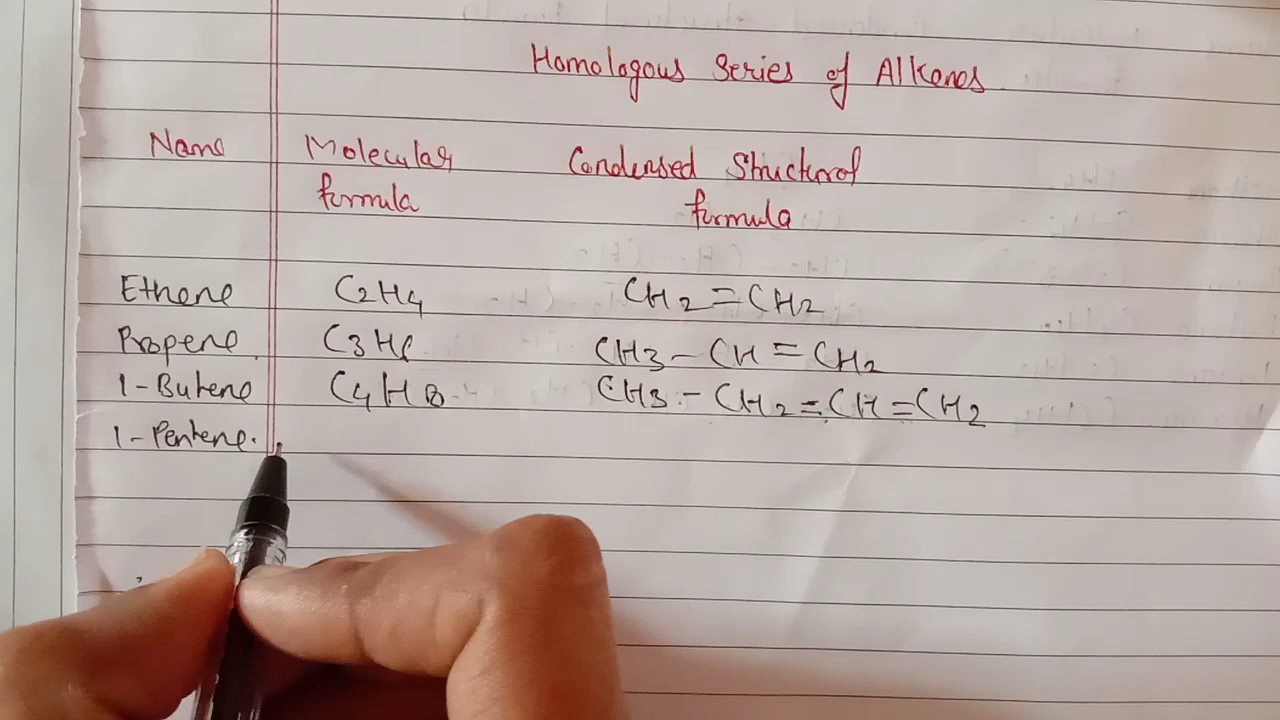 Homologous Series of Alkenes
Name Molecular Condensed Structural
formula formula
Ethene C2H4 CH2=CH2
Propene C3H6 CH3-CH=CH2
1-Butene C4H8 CH3-CH2=CH=CH2
1-Pentene.